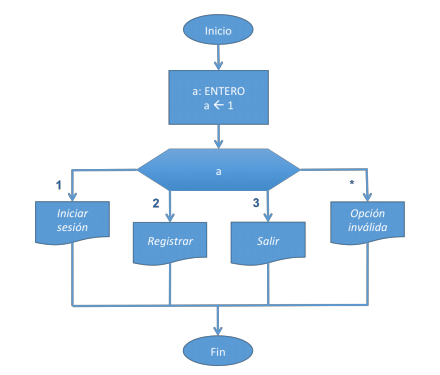 Inicio
a: ENTERO
a ← 1
a
1
2
3
*
Iniciar
sesión
Registrar
Salir
Opción
inválida
Fin